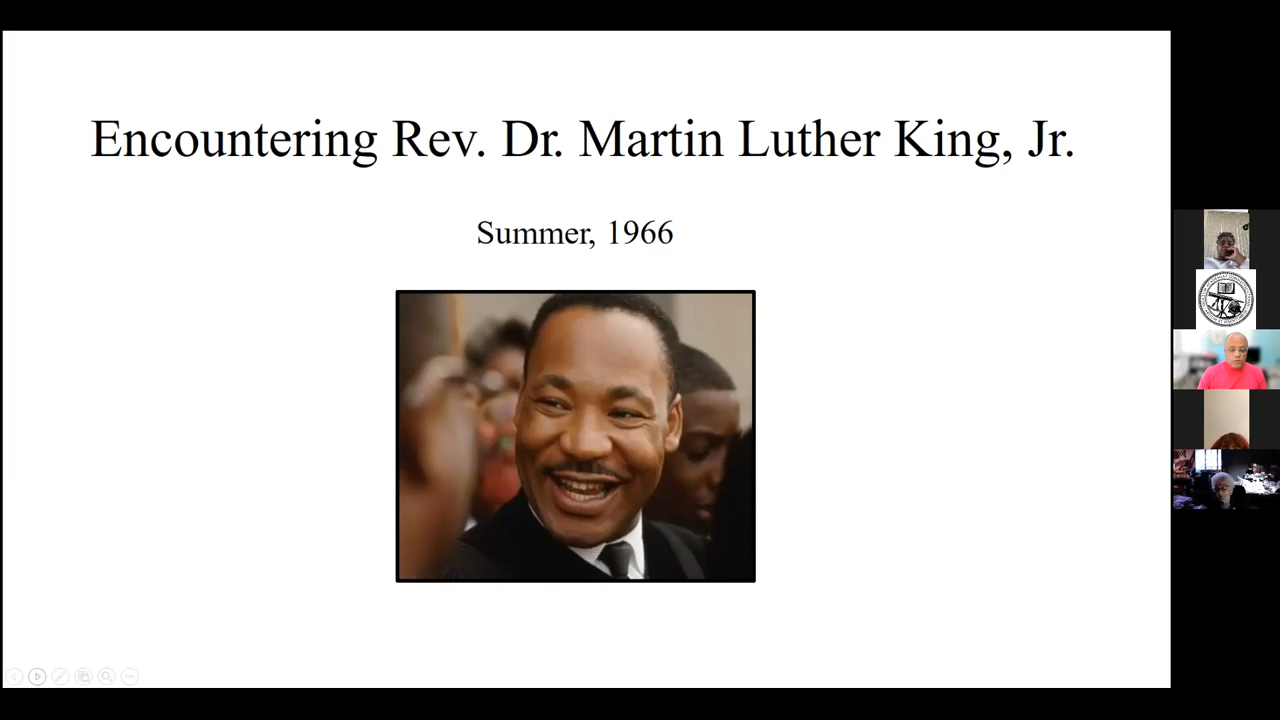 Encountering Rev. Dr. Martin Luther King, Jr.
Summer, 1966